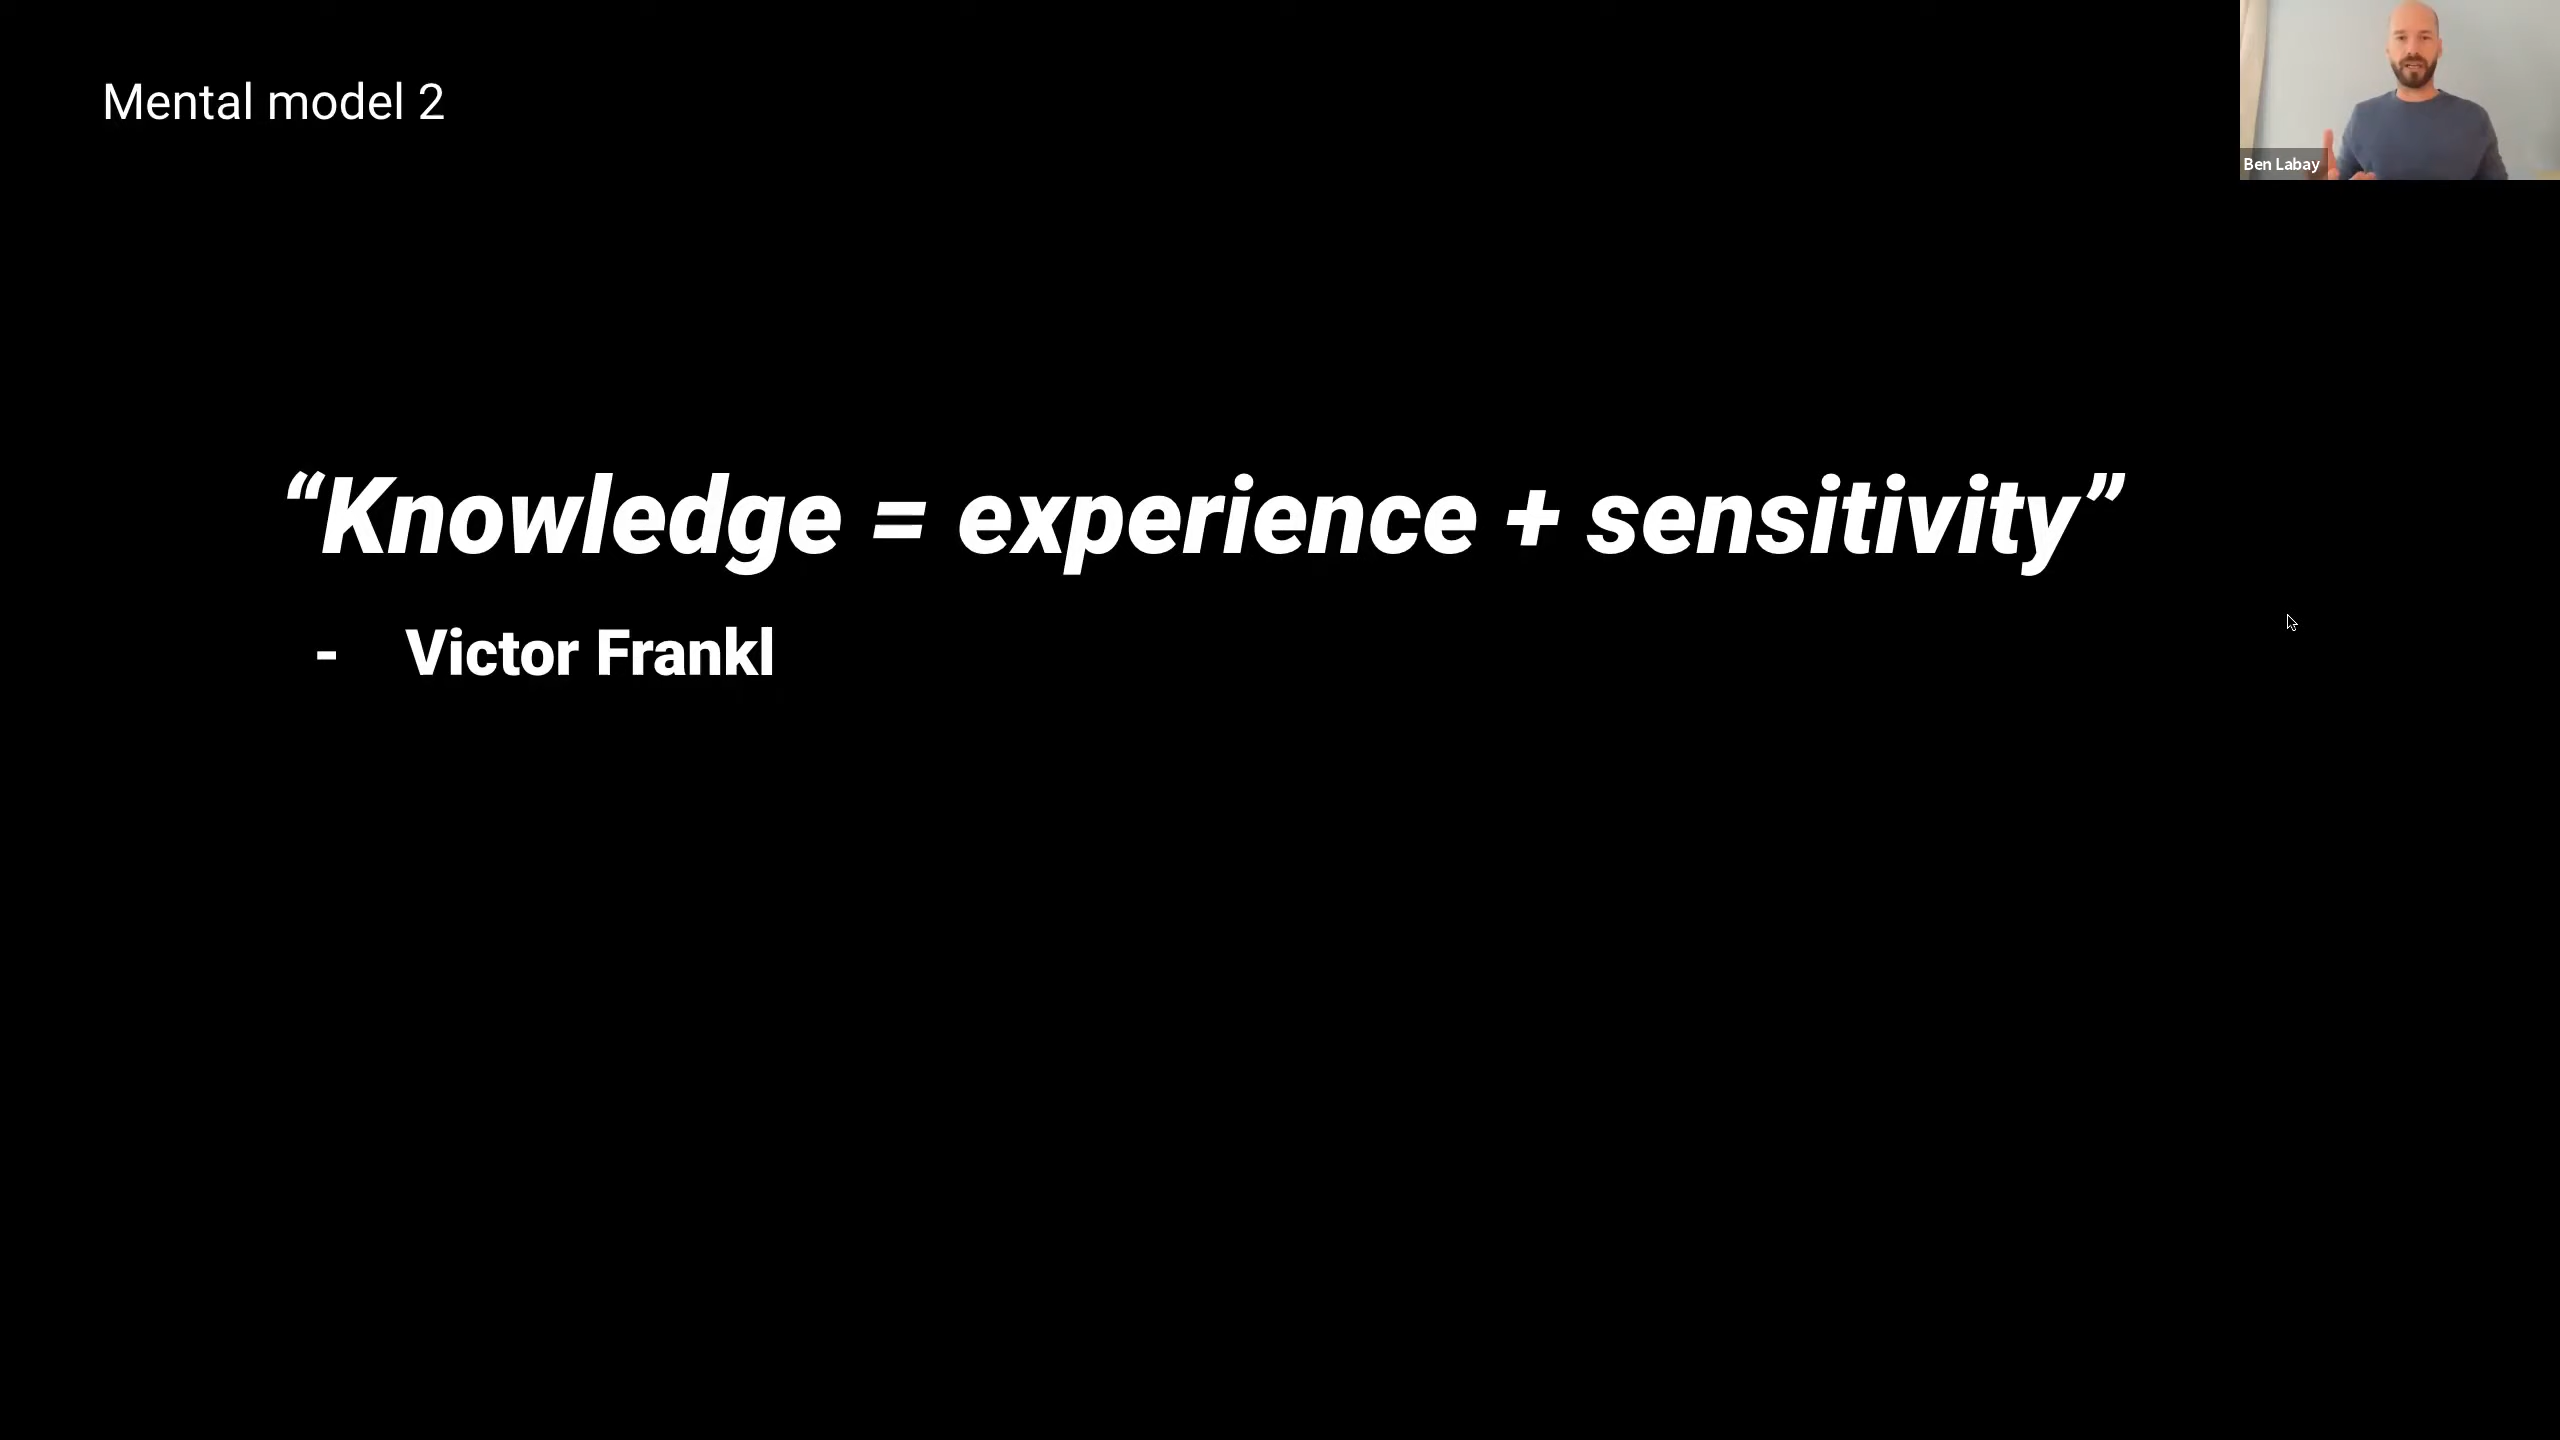 Mental model 2
Ben Labay
“Knowledge = experience + sensitivity”
- Victor Frankl